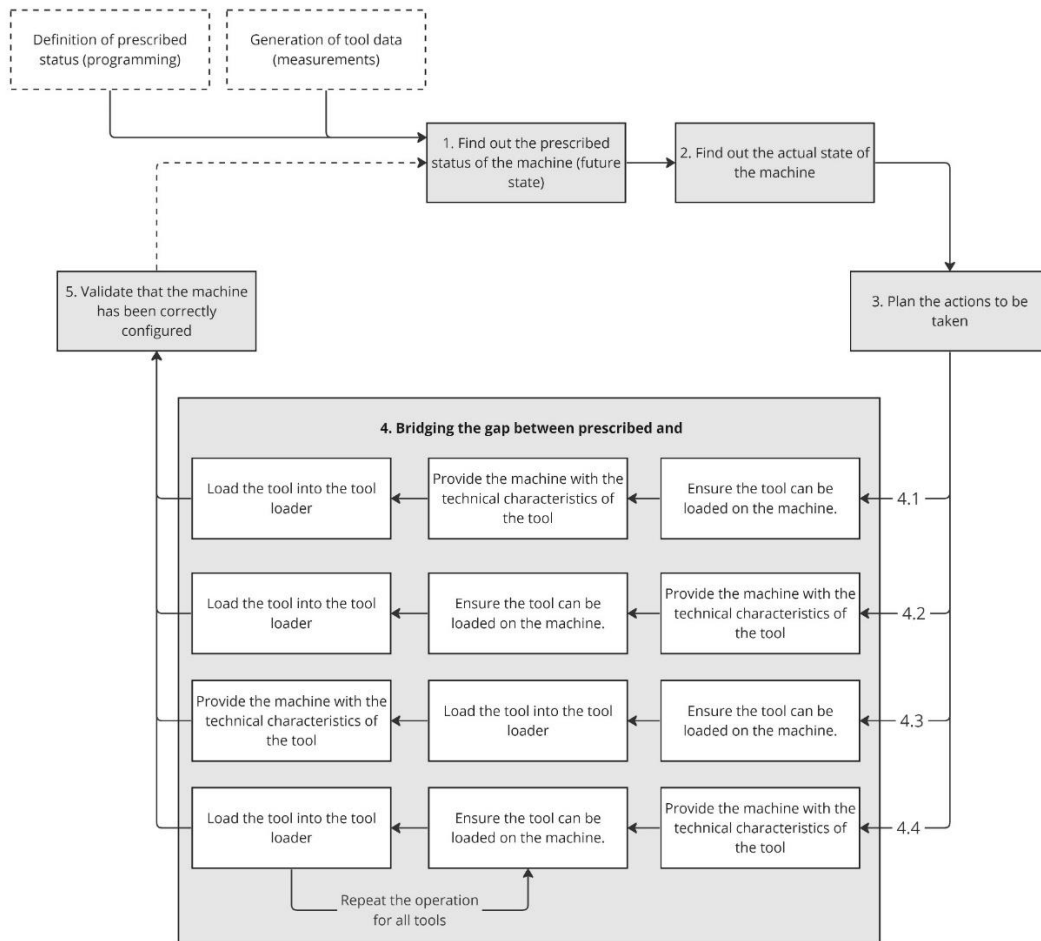 Definition of prescribed
status (programming)
Generation of tool data
(measurements)
1. Find out the prescribed
status of the machine (future
state)
2. Find out the actual state of
the machine
5. Validate that the machine
has been correctly
configured
3. Plan the actions to be
taken
4. Bridging the gap between prescribed and
Load the tool into the tool
loader
Provide the machine with the
technical characteristics of
the tool
Ensure the tool can be
loaded on the machine.
4.1
Load the tool into the tool
loader
Ensure the tool can be
loaded on the machine.
Provide the machine with the
technical characteristics of
the tool
4.2
Provide the machine with the
technical characteristics of
the tool
Load the tool into the tool
loader
Ensure the tool can be
loaded on the machine.
4.3
Load the tool into the tool
loader
Ensure the tool can be
loaded on the machine.
Provide the machine with the
technical characteristics of
the tool
4.4
Repeat the operation
for all tools